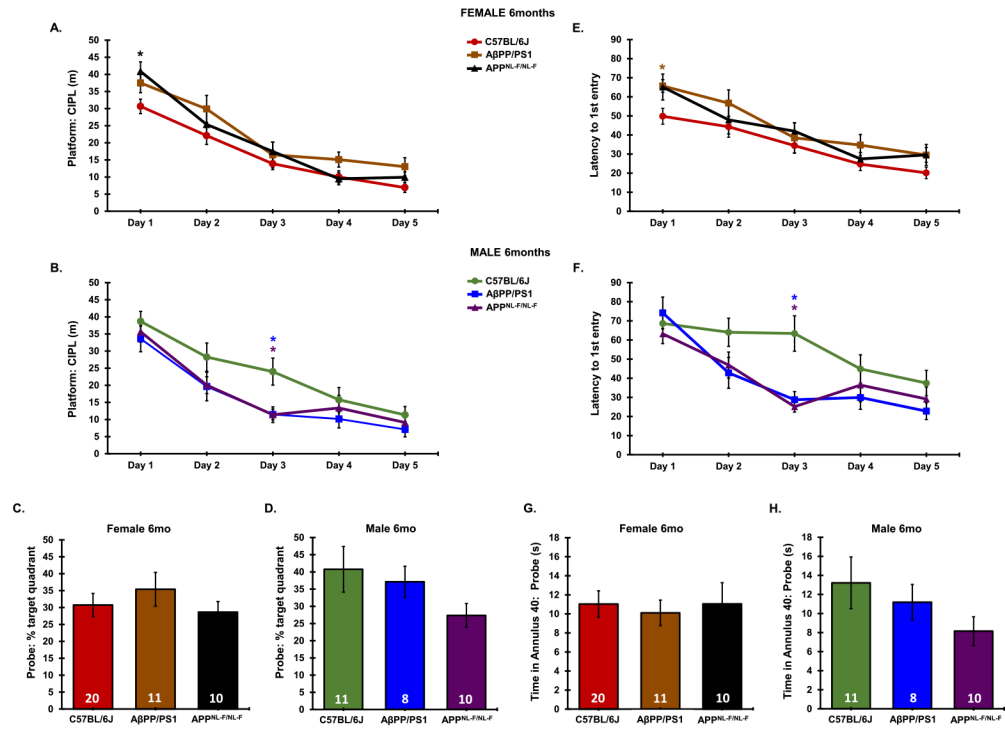 FEMALE 6months
A.
C57BL/6J
AβPP/PS1
APPNL-F/NL-F
*
Platform: CIPL (m)
50
45
40
35
30
25
20
15
10
5
0
Day 1 Day 2 Day 3 Day 4 Day 5
E.
*
Latency to 1st entry
90
80
70
60
50
40
30
20
10
0
Day 1 Day 2 Day 3 Day 4 Day 5
MALE 6months
B.
C57BL/6J
AβPP/PS1
APPNL-F/NL-F
*
*
Platform: CIPL (m)
50
45
40
35
30
25
20
15
10
5
0
Day 1 Day 2 Day 3 Day 4 Day 5
F.
*
*
Latency to 1st entry
90
80
70
60
50
40
30
20
10
0
Day 1 Day 2 Day 3 Day 4 Day 5
C.
Female 6mo
Probe: % target quadrant
50
45
40
35
30
25
20
15
10
5
0
20 11 10
C57BL/6J AβPP/PS1 APPNL-F/NL-F
D.
Male 6mo
Probe: % target quadrant
50
45
40
35
30
25
20
15
10
5
0
11 8 10
C57BL/6J AβPP/PS1 APPNL-F/NL-F
G.
Female 6mo
Time in Annulus 40: Probe (s)
18
16
14
12
10
8
6
4
2
0
20 11 10
C57BL/6J AβPP/PS1 APPNL-F/NL-F
H.
Male 6mo
Time in Annulus 40: Probe (s)
18
16
14
12
10
8
6
4
2
0
11 8 10
C57BL/6J AβPP/PS1 APPNL-F/NL-F